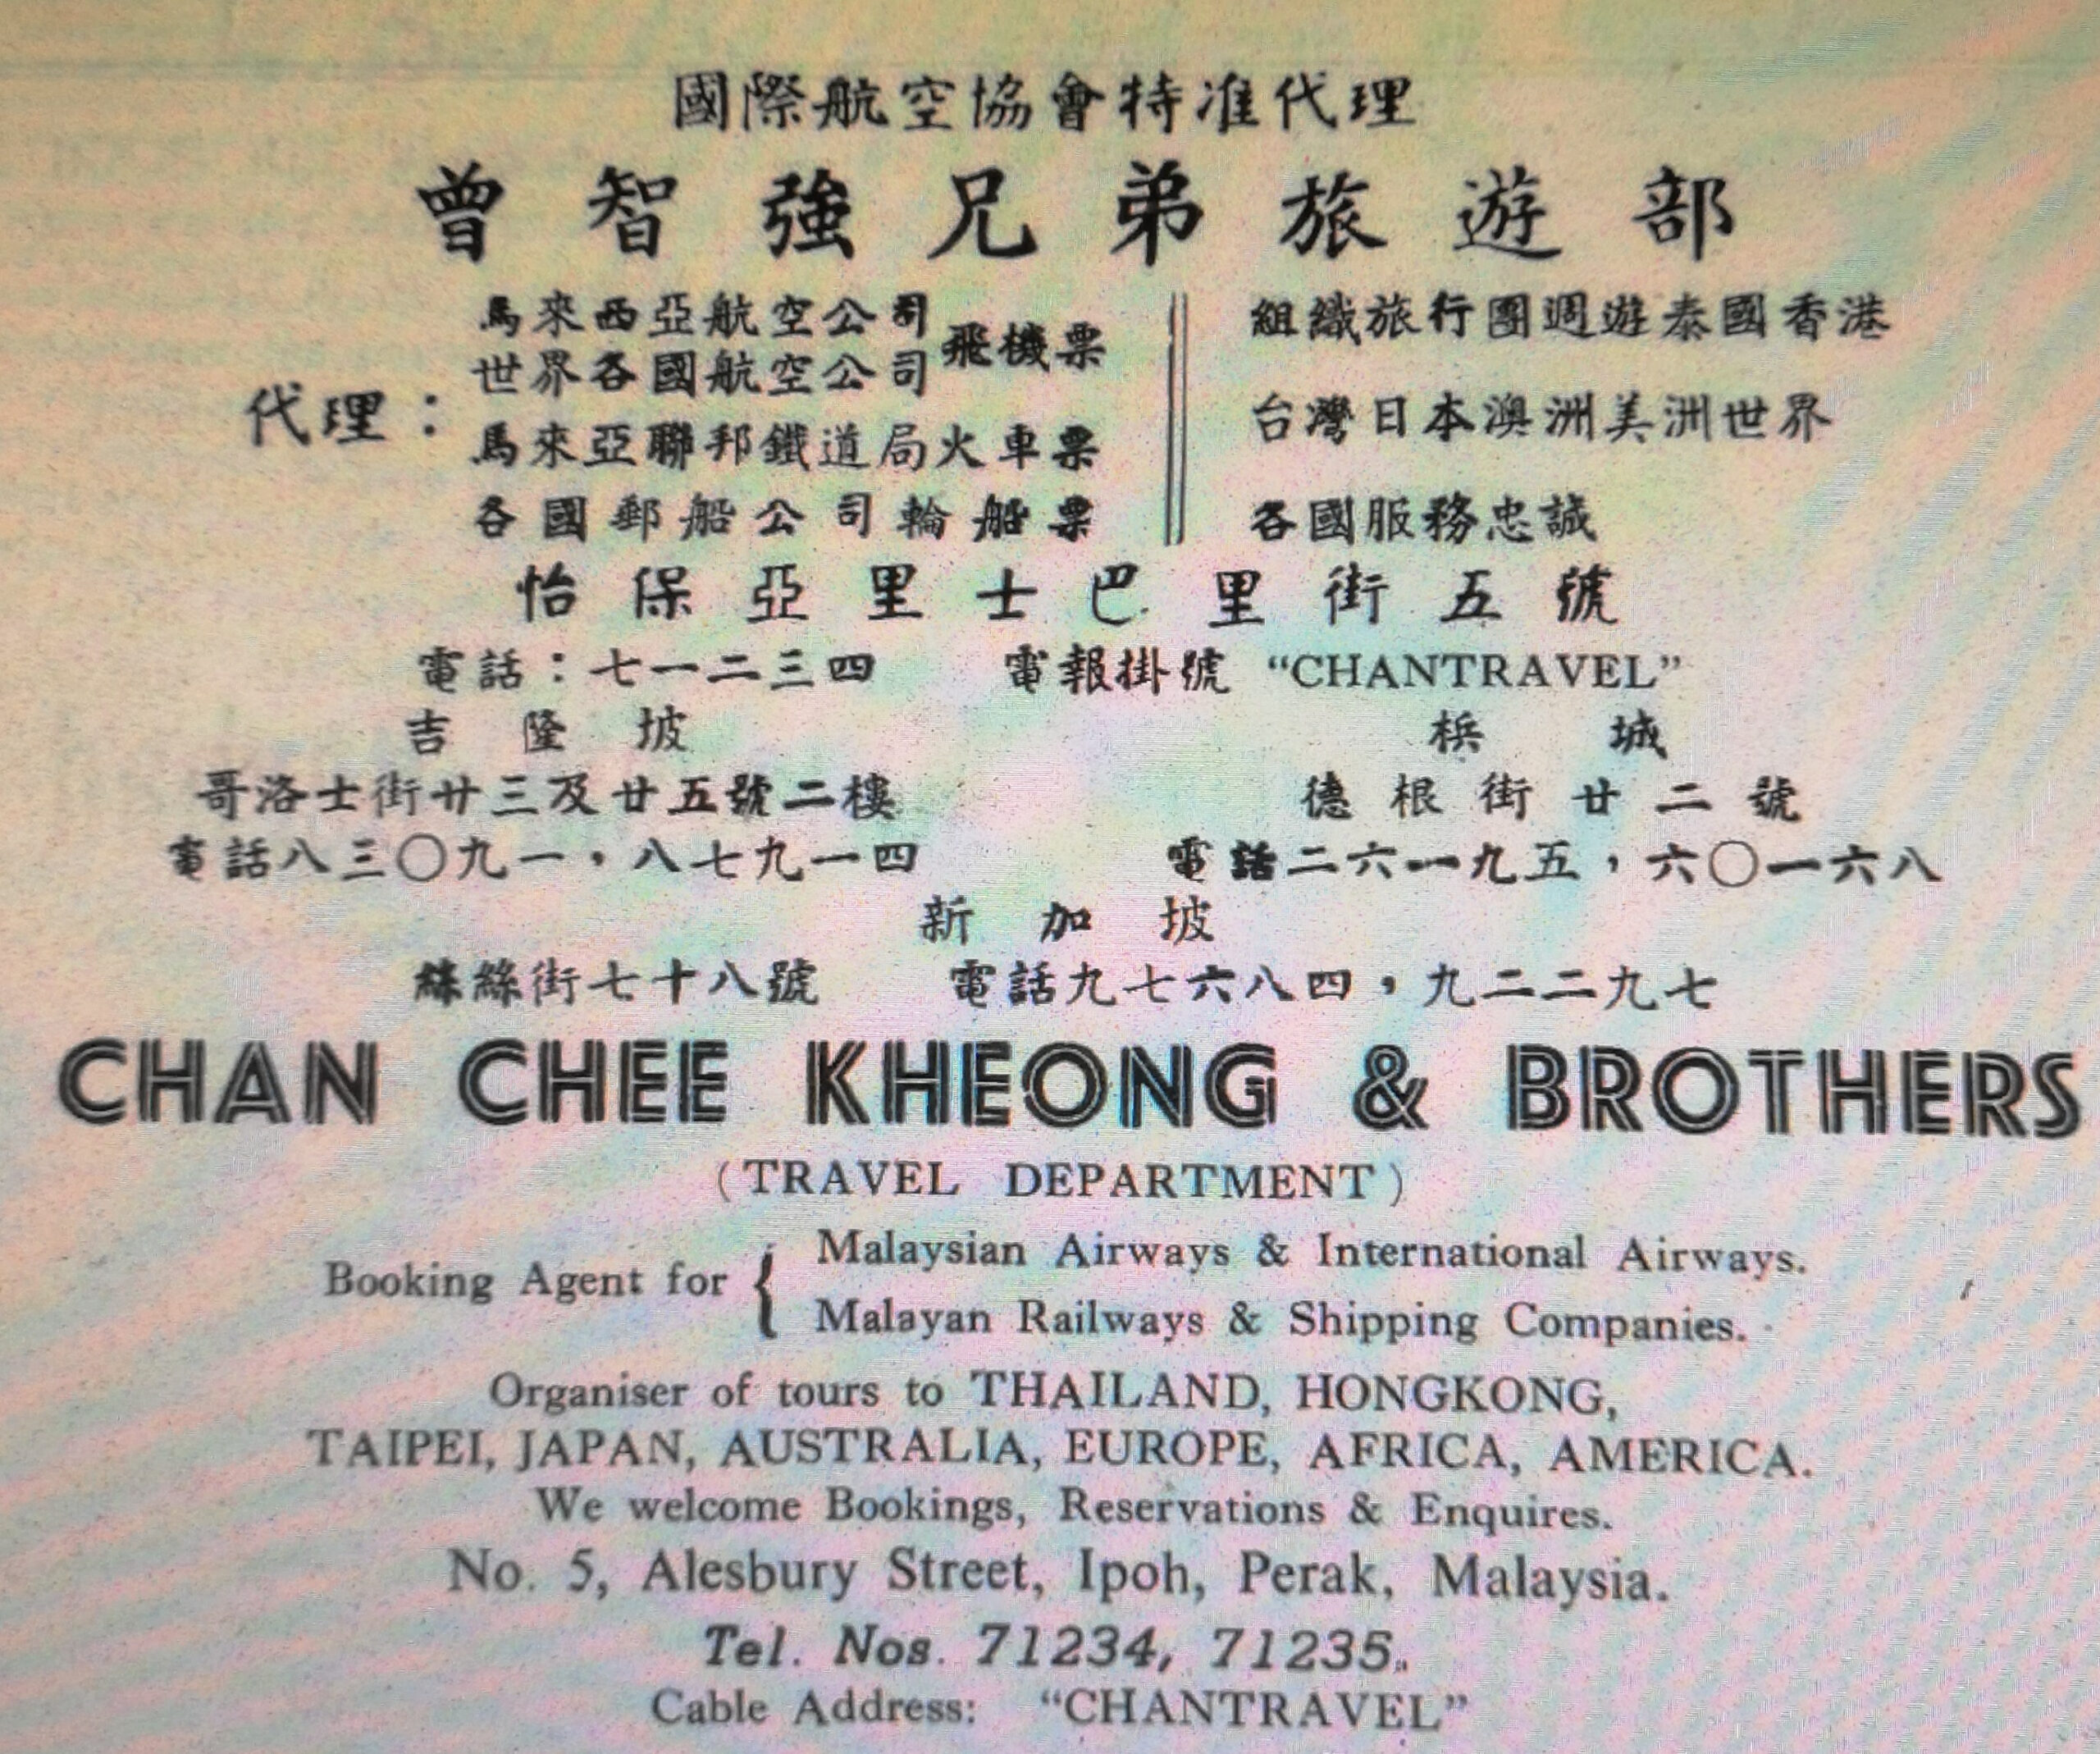 國際航空協會特准代理
曾智強兄弟旅遊部
代理：
馬來西亞航空公司
世界各國航空公司
飛機票
馬來亞聯邦鐵道局火車票
各國郵船公司輪船票
組織旅行團週遊泰國香港
台灣日本澳洲美洲世界
各國服務忠誠
怡保亞里士巴里街五號
電話：七一二三四 電報掛號 “CHANTRAVEL”
吉隆坡
哥洛士街廿三及廿五號二樓
電話八三〇九一，八七九一四
梹城
德根街廿二號
電話二六一九五，六〇一六八
新加坡
絲絲街七十八號 電話九七六八四，九二二九七
CHAN CHEE KHEONG & BROTHERS
(TRAVEL DEPARTMENT)
Booking Agent for {
Malaysian Airways & International Airways.
Malayan Railways & Shipping Companies.
Organiser of tours to THAILAND, HONGKONG,
TAIPEI, JAPAN, AUSTRALIA, EUROPE, AFRICA, AMERICA.
We welcome Bookings, Reservations & Enquires.
No. 5, Alesbury Street, Ipoh, Perak, Malaysia.
Tel. Nos. 71234, 71235.
Cable Address: “CHANTRAVEL”